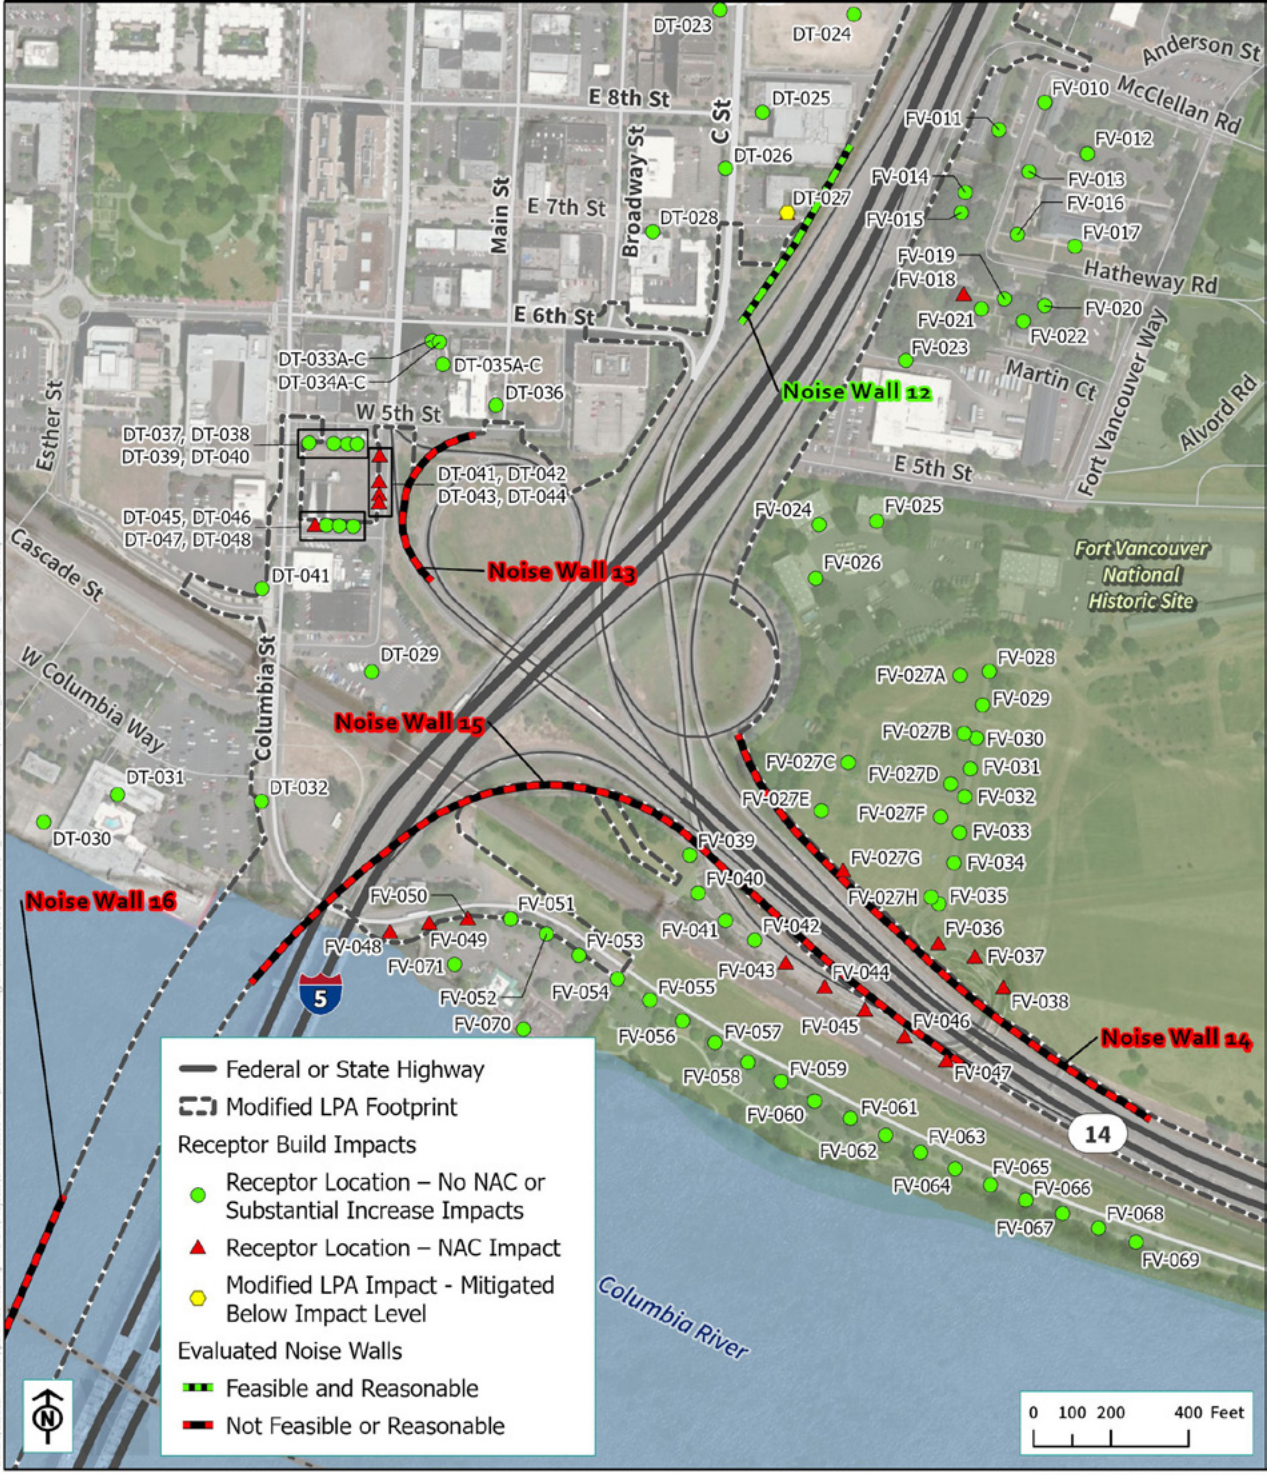 DT-023
DT-024
Anderson St
McClellan Rd
E 8th St
C St
DT-025
FV-010
FV-011
FV-012
Broadway St
DT-026
FV-013
FV-014
Main St
E 7th St
DT-027
FV-016
DT-028
FV-015
FV-017
FV-019
Hatheway Rd
FV-018
E 6th St
FV-021
FV-020
FV-022
DT-033A-C
DT-034A-C
DT-035A-C
FV-023
Martin Ct
Fort Vancouver Way
Noise Wall 12
DT-036
Esther St
W 5th St
Alvord Rd
DT-037, DT-038
DT-039, DT-040
DT-041, DT-042
DT-043, DT-044
E 5th St
DT-045, DT-046
DT-047, DT-048
FV-024
FV-025
Cascade St
Noise Wall 13
FV-026
Fort Vancouver
National
Historic Site
DT-041
Columbia St
DT-029
FV-028
FV-027A
W Columbia Way
FV-029
Noise Wall 15
FV-027B
FV-030
FV-027C
FV-027D
FV-031
DT-031
DT-032
FV-027E
FV-032
FV-027F
FV-033
DT-030
FV-039
FV-027G
FV-034
FV-040
Noise Wall 16
FV-050
FV-051
FV-027H
FV-035
FV-041
FV-042
FV-036
FV-048
FV-049
FV-053
FV-037
FV-071
FV-043
FV-044
FV-052
FV-054
FV-055
FV-038
5
FV-070
FV-056
FV-045
FV-046
FV-057
Noise Wall 14
FV-058
FV-059
FV-047
FV-060
FV-061
14
FV-062
FV-063
FV-065
FV-064
FV-066
FV-067
FV-068
FV-069
Columbia River
Federal or State Highway
Modified LPA Footprint
Receptor Build Impacts
Receptor Location – No NAC or
Substantial Increase Impacts
Receptor Location – NAC Impact
Modified LPA Impact - Mitigated
Below Impact Level
Evaluated Noise Walls
Feasible and Reasonable
Not Feasible or Reasonable
N
0 100 200 400 Feet